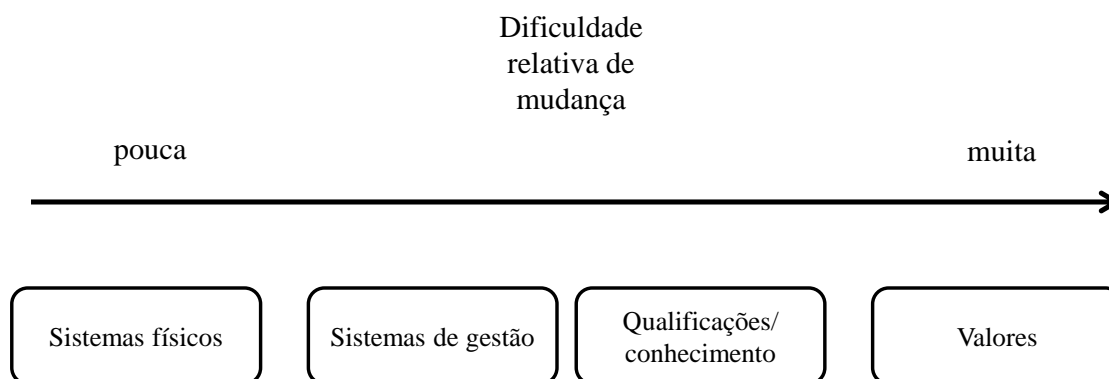 Dificuldade
relativa de
mudança
pouca
muita
Sistemas físicos
Sistemas de gestão
Qualificações/
conhecimento
Valores